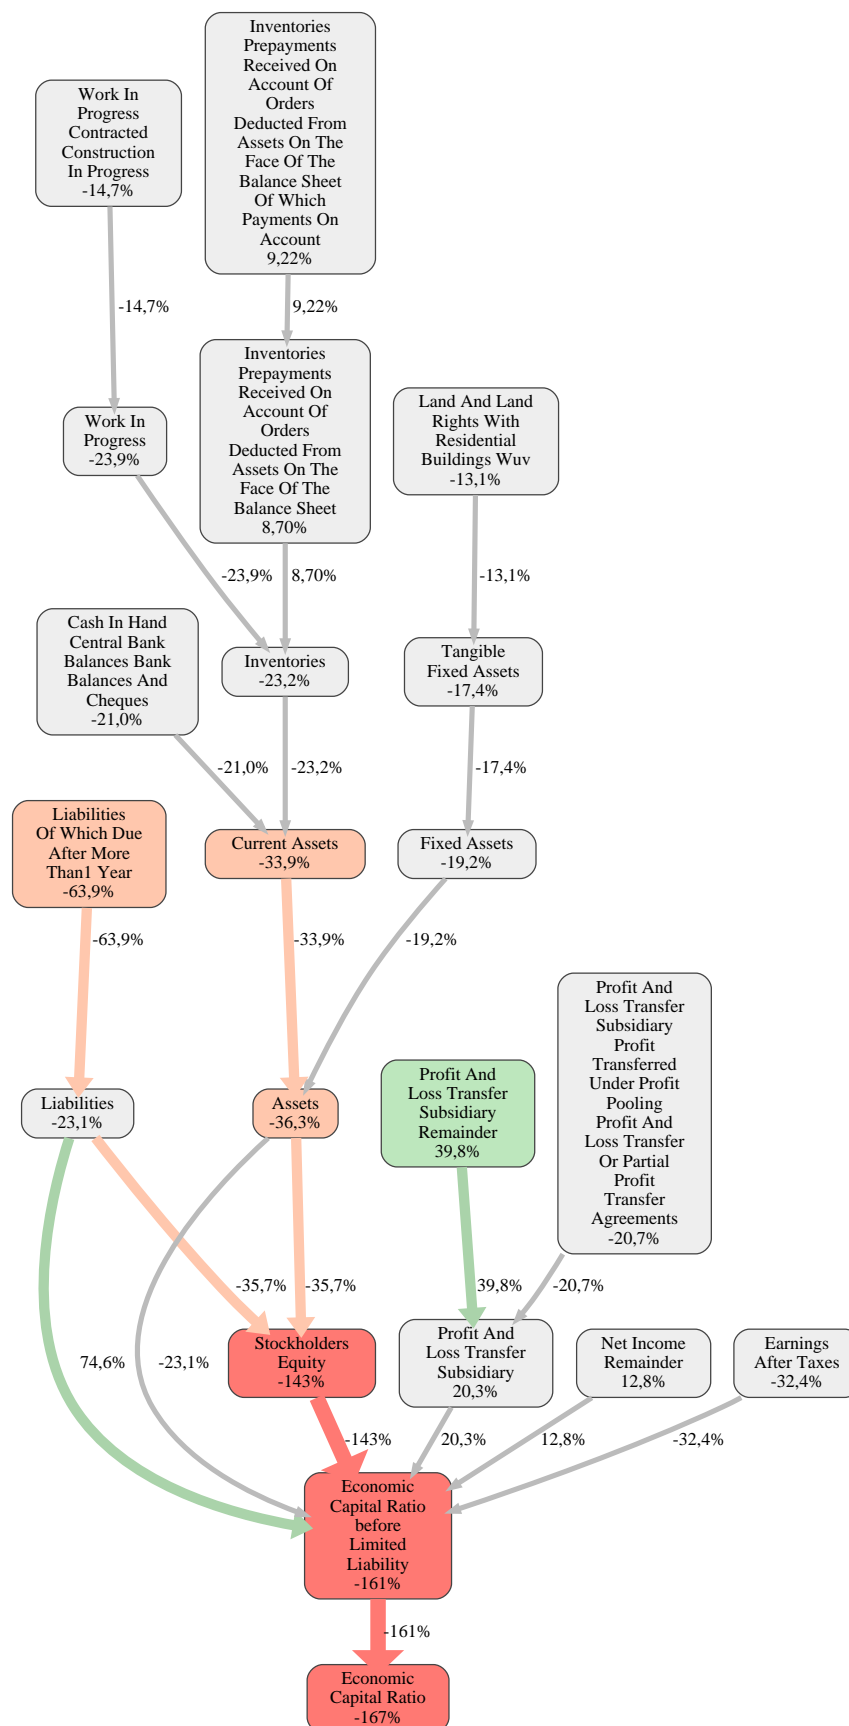 Inventories
Prepayments
Received On
Account Of
Orders
Deducted From
Assets On The
Face Of The
Balance Sheet
Of Which
Payments On
Account
9,22%
Work In
Progress
Contracted
Construction
In Progress
-14,7%
-14,7%
9,22%
Inventories
Prepayments
Received On
Account Of
Orders
Deducted From
Assets On The
Face Of The
Balance Sheet
8,70%
Land And Land
Rights With
Residential
Buildings Wuv
-13,1%
Work In
Progress
-23,9%
-23,9%
8,70%
-13,1%
Cash In Hand
Central Bank
Balances Bank
Balances And
Cheques
-21,0%
Inventories
-23,2%
Tangible
Fixed Assets
-17,4%
-21,0%
-23,2%
-17,4%
Liabilities
Of Which Due
After More
Than1 Year
-63,9%
Current Assets
-33,9%
Fixed Assets
-19,2%
-63,9%
-33,9%
-19,2%
Profit And
Loss Transfer
Subsidiary
Profit
Transferred
Under Profit
Pooling
Profit And
Loss Transfer
Or Partial
Profit
Transfer
Agreements
-20,7%
Liabilities
-23,1%
Assets
-36,3%
Profit And
Loss Transfer
Subsidiary
Remainder
39,8%
-35,7%
-35,7%
39,8%
-20,7%
74,6%
-23,1%
Stockholders
Equity
-143%
Profit And
Loss Transfer
Subsidiary
20,3%
Net Income
Remainder
12,8%
Earnings
After Taxes
-32,4%
-143%
20,3%
12,8%
-32,4%
Economic
Capital Ratio
before
Limited
Liability
-161%
-161%
Economic
Capital Ratio
-167%